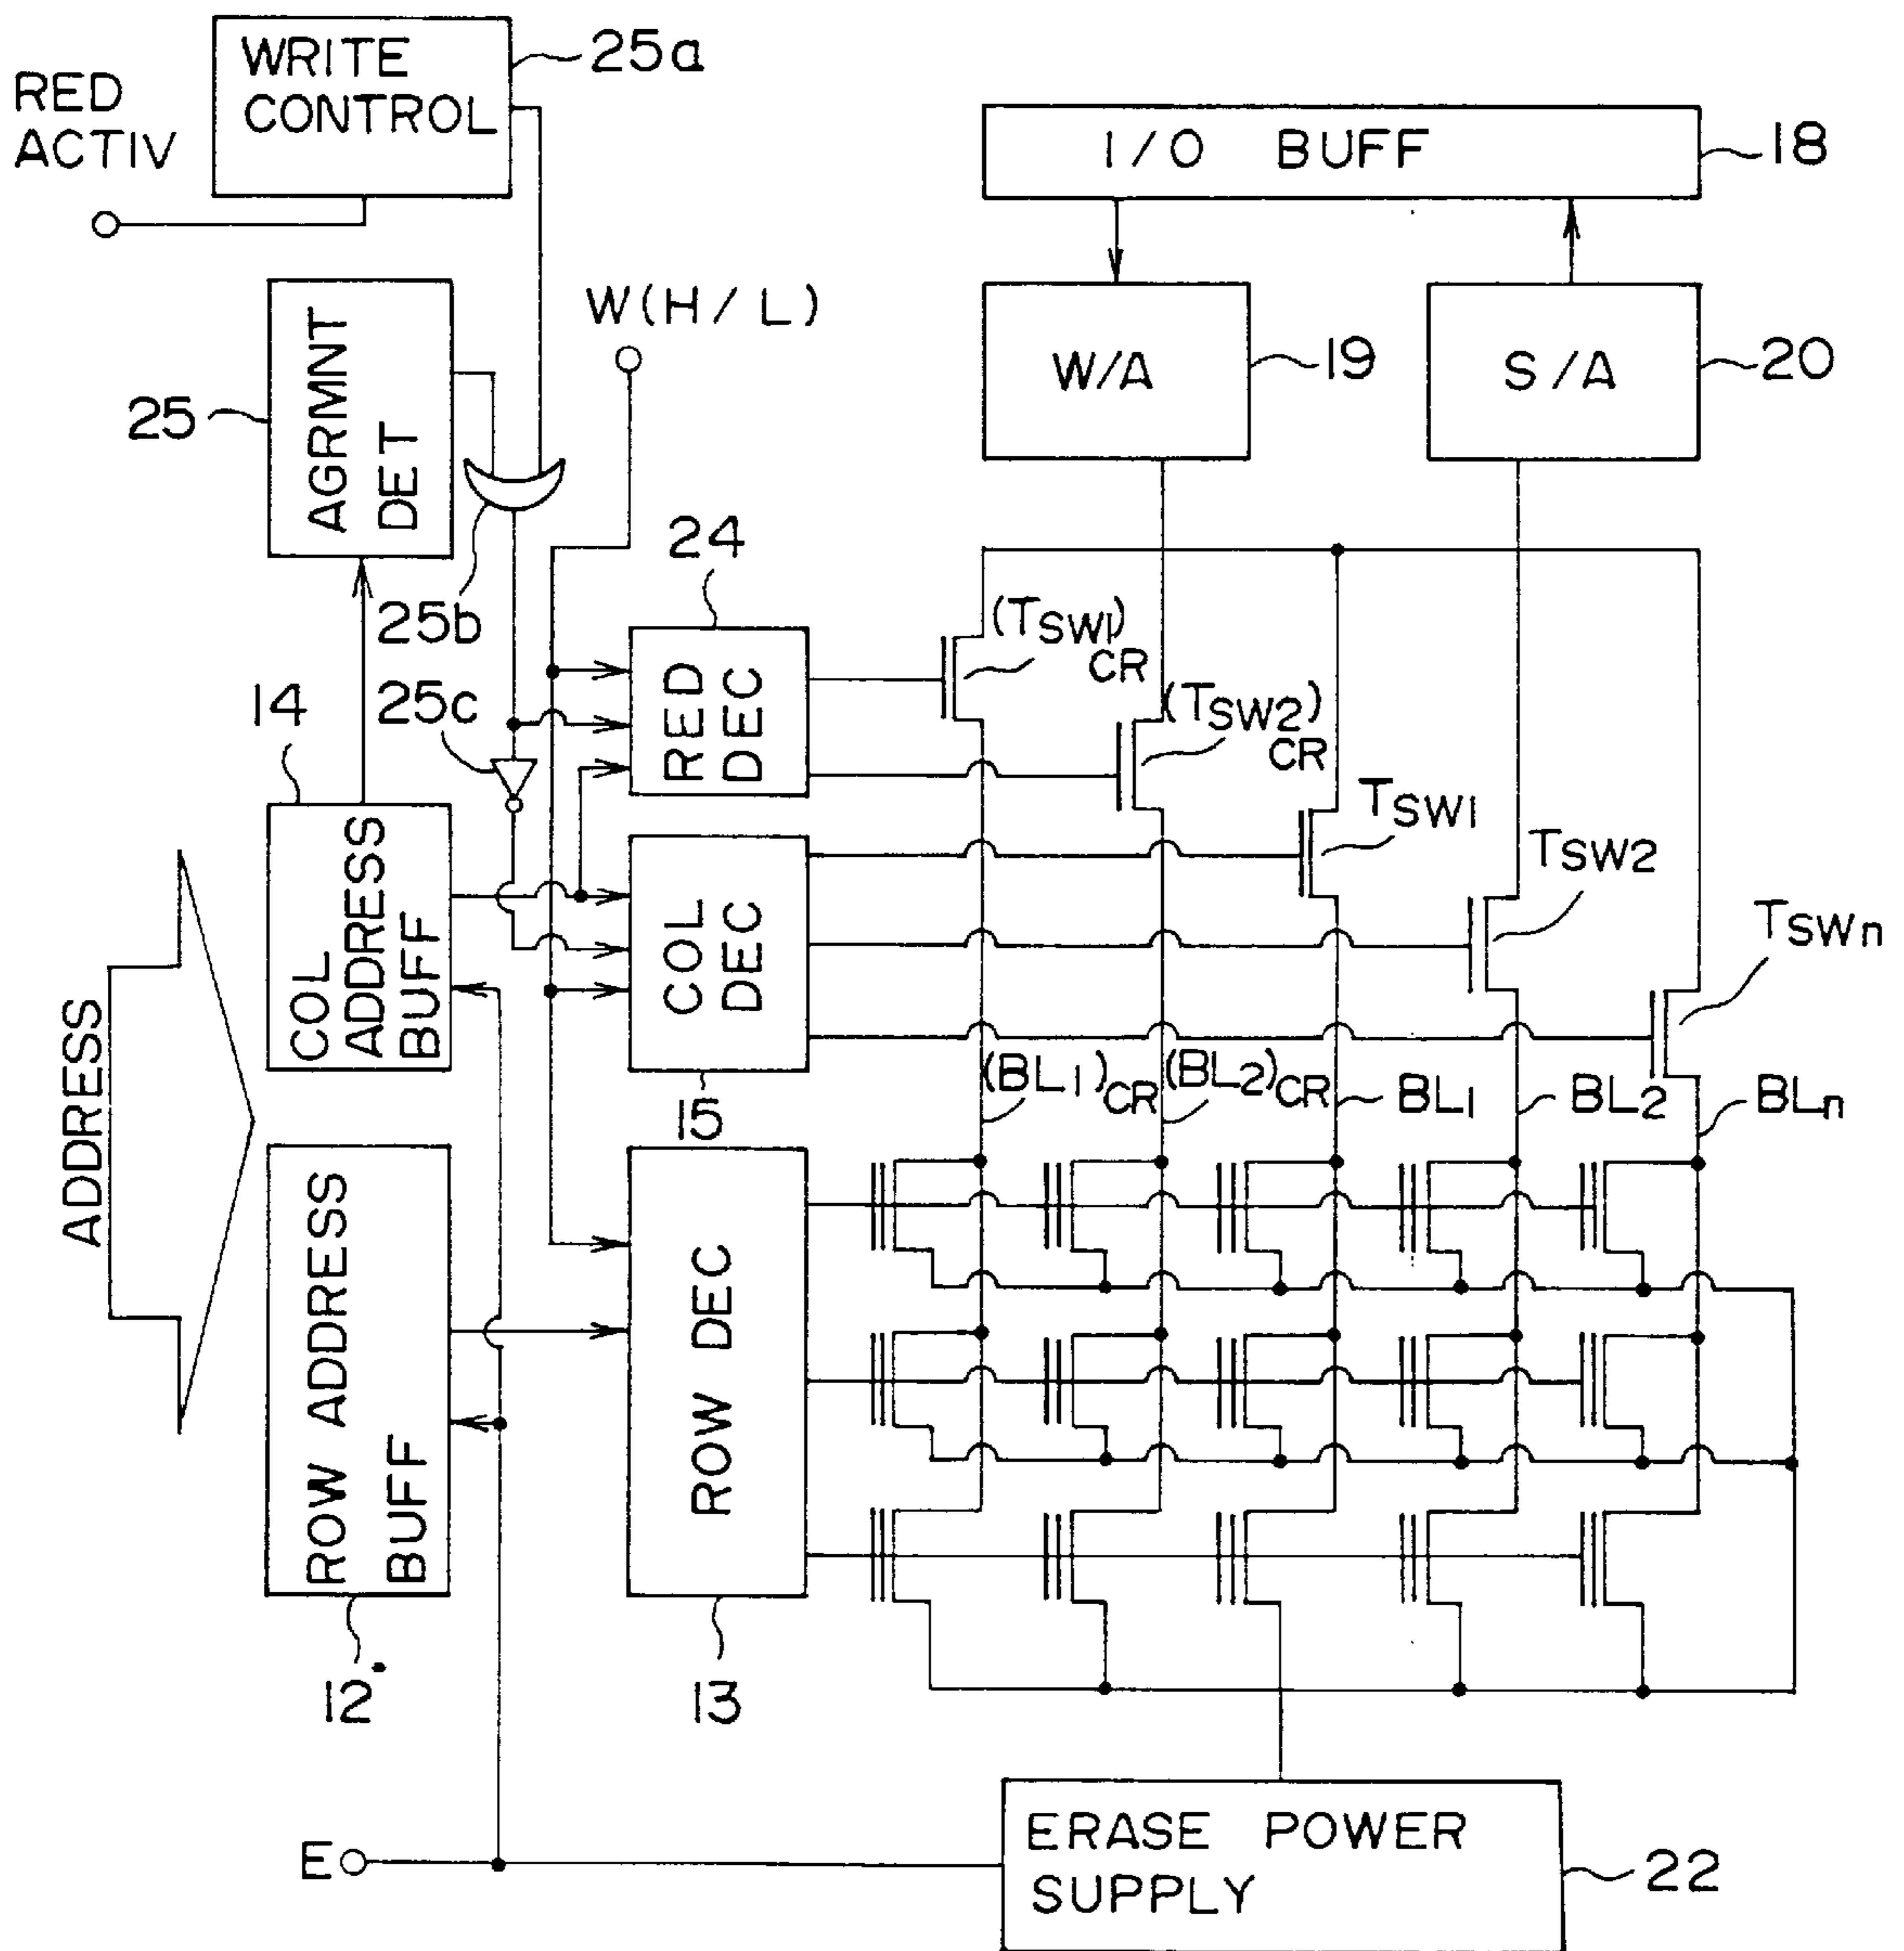 WRITE
CONTROL
25a
RED
ACTIV
I/O BUFF
18
W(H/L)
AGRMNT
DET
25
W/A
19
S/A
20
25b
24
RED
DEC
(TSW1)CR
(TSW2)CR
TSW1
TSW2
TSWn
25c
14
COL
ADDRESS
BUFF
COL
DEC
15
ADDRESS
(BL1)CR
(BL2)CR
BL1
BL2
BLn
ROW ADDRESS
BUFF
12
ROW DEC
13
E
ERASE POWER
SUPPLY
22